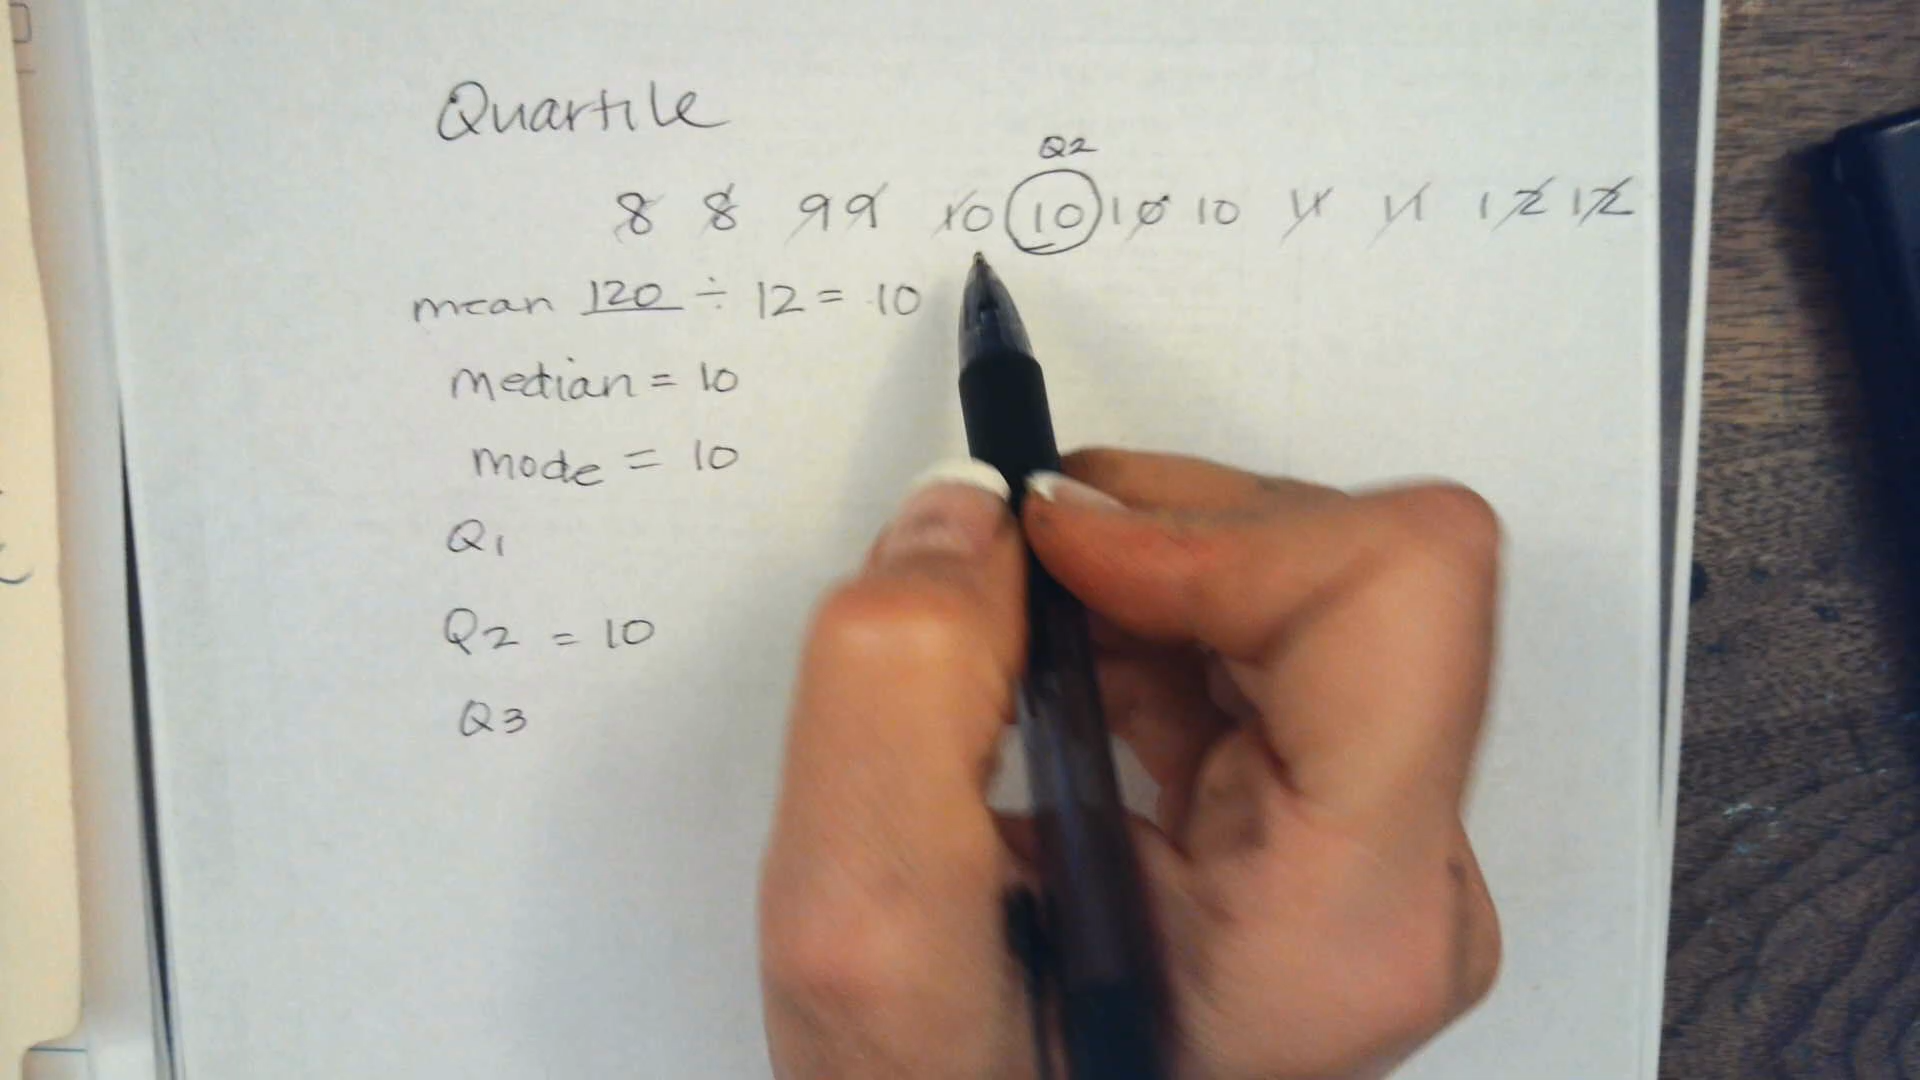 Quartile
Q2
8 8 9 9 10 10 10 10 11 11 12 12
mean 120 ÷ 12 = 10
median = 10
mode = 10
Q1
Q2 = 10
Q3